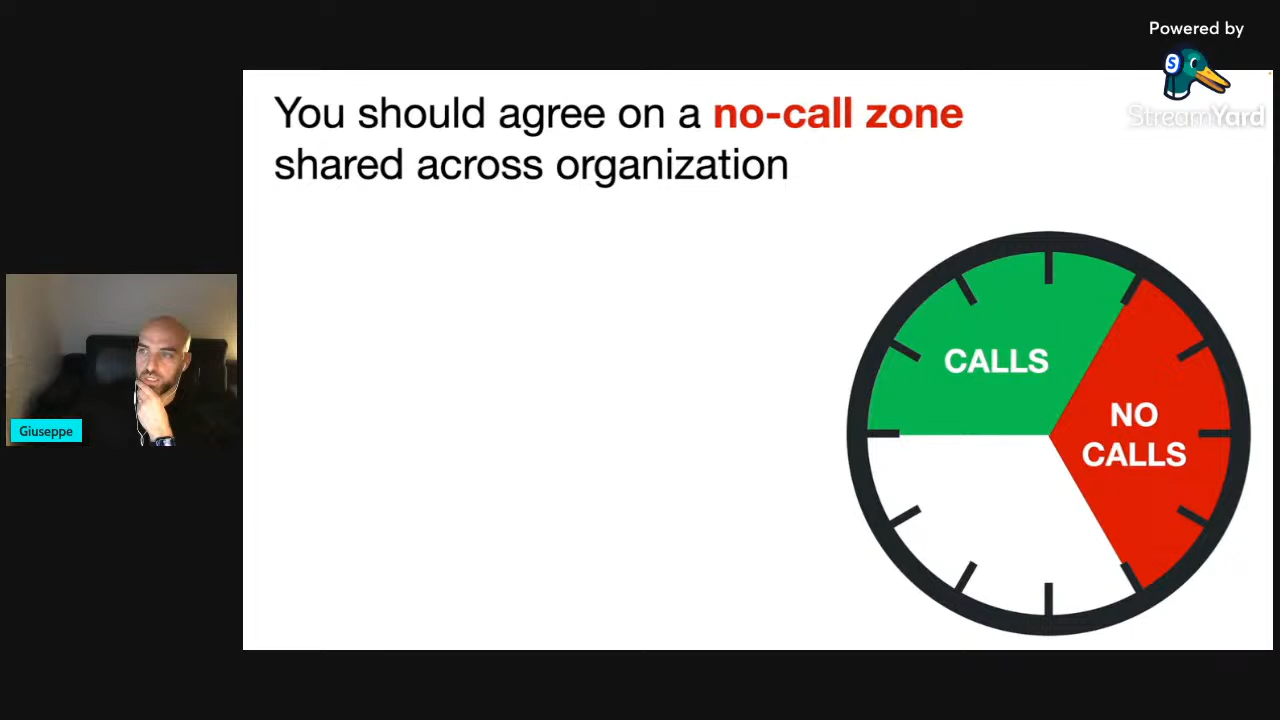 Powered by
StreamYard
You should agree on a no-call zone
shared across organization
CALLS
NO
CALLS
Giuseppe
S